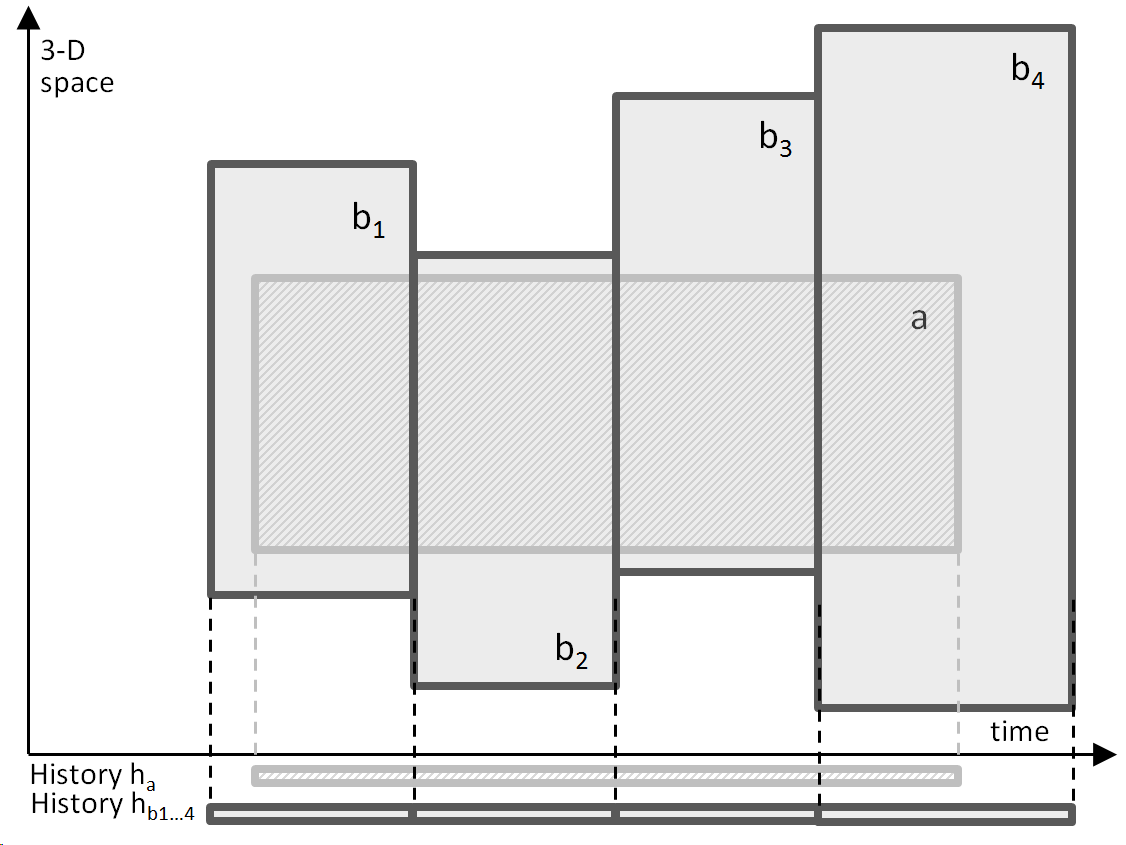 3-D
space
b4
b3
b1
a
b2
time
History ha
History hb1…4